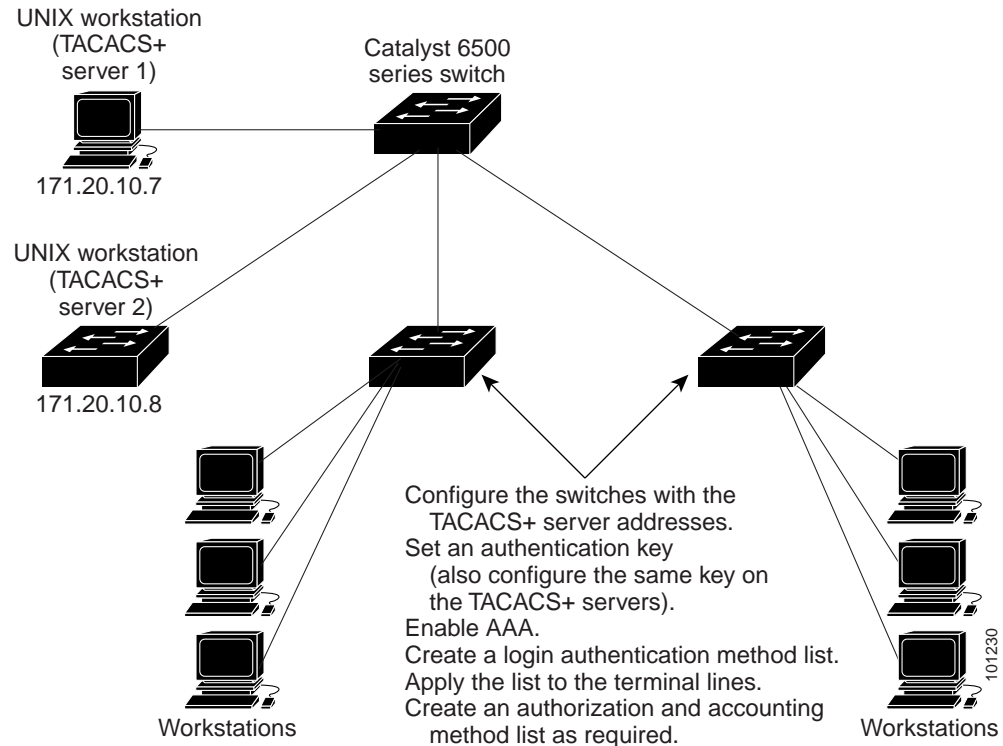 UNIX workstation
(TACACS+
server 1)
Catalyst 6500
series switch
171.20.10.7
UNIX workstation
(TACACS+
server 2)
171.20.10.8
Configure the switches with the
TACACS+ server addresses.
Set an authentication key
(also configure the same key on
the TACACS+ servers).
Enable AAA.
Create a login authentication method list.
Apply the list to the terminal lines.
Create an authorization and accounting
method list as required.
Workstations
Workstations
101230